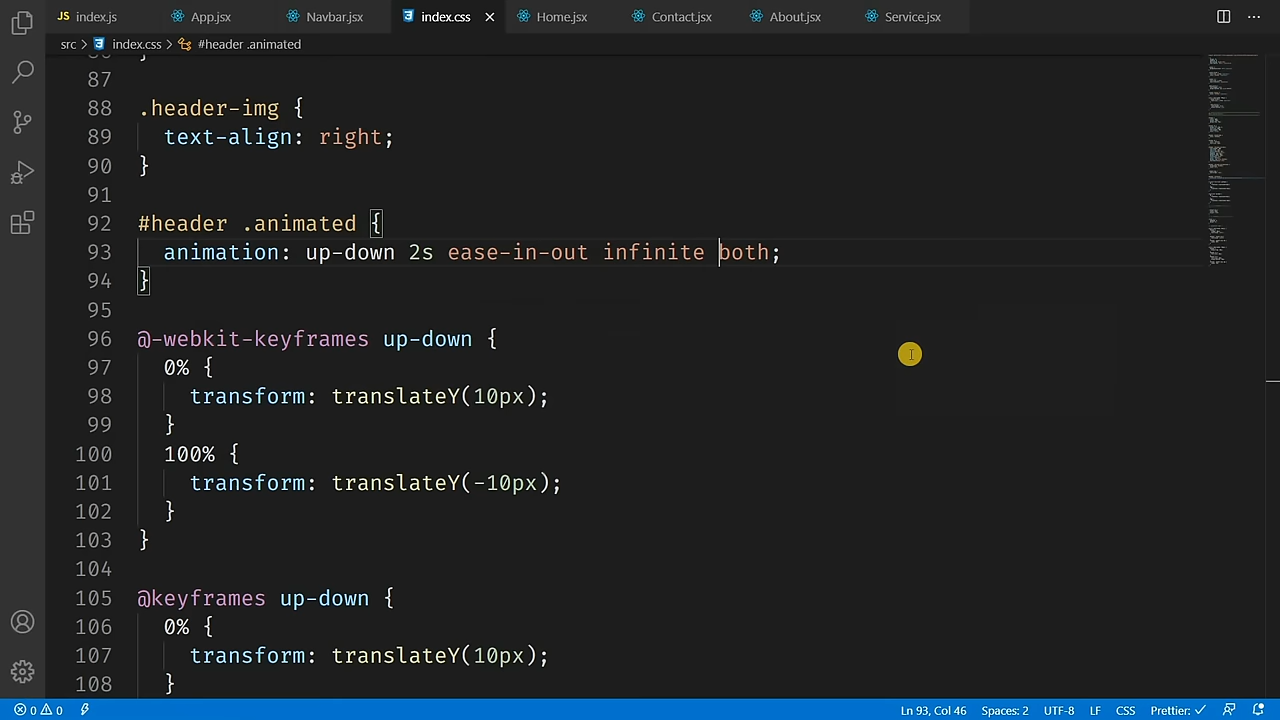 JS index.js App.jsx Navbar.jsx index.css Home.jsx Contact.jsx About.jsx Service.jsx
src > index.css > #header .animated
87
88 .header-img {
89 text-align: right;
90 }
91
92 #header .animated {
93 animation: up-down 2s ease-in-out infinite both;
94 }
95
96 @-webkit-keyframes up-down {
97 0% {
98 transform: translateY(10px);
99 }
100 100% {
101 transform: translateY(-10px);
102 }
103 }
104
105 @keyframes up-down {
106 0% {
107 transform: translateY(10px);
108 }
0 0 Ln 93, Col 46 Spaces: 2 UTF-8 LF CSS Prettier: ✓